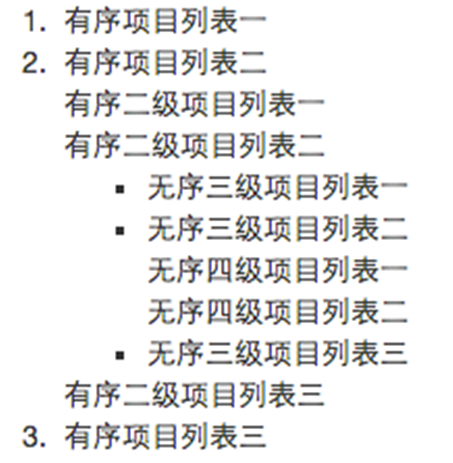 1. 有序项目列表一
2. 有序项目列表二
有序二级项目列表一
有序二级项目列表二
▪ 无序三级项目列表一
▪ 无序三级项目列表二
无序四级项目列表一
无序四级项目列表二
▪ 无序三级项目列表三
有序二级项目列表三
3. 有序项目列表三